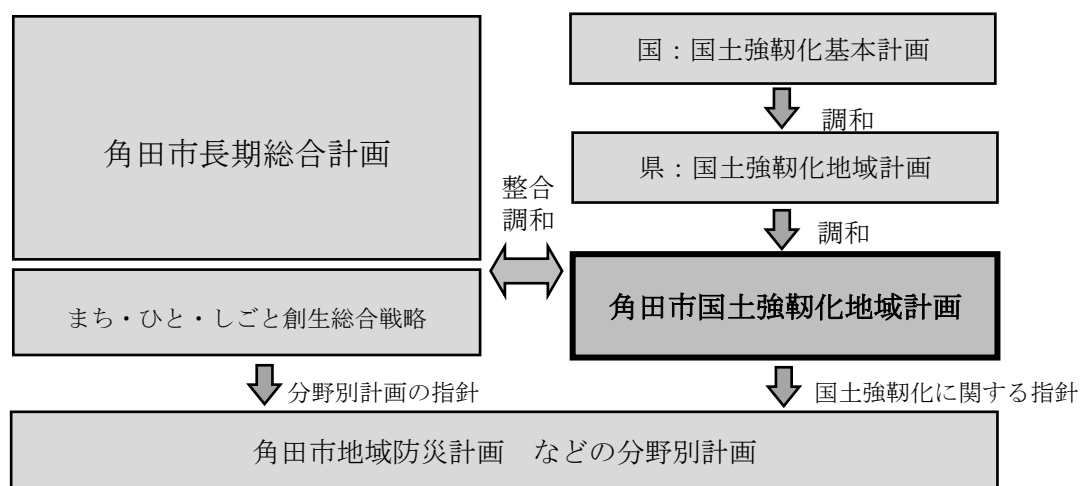 国：国土強靱化基本計画
調和
角田市長期総合計画
県：国土強靱化地域計画
整合
調和
調和
角田市国土強靱化地域計画
まち・ひと・しごと創生総合戦略
分野別計画の指針
国土強靱化に関する指針
角田市地域防災計画　などの分野別計画